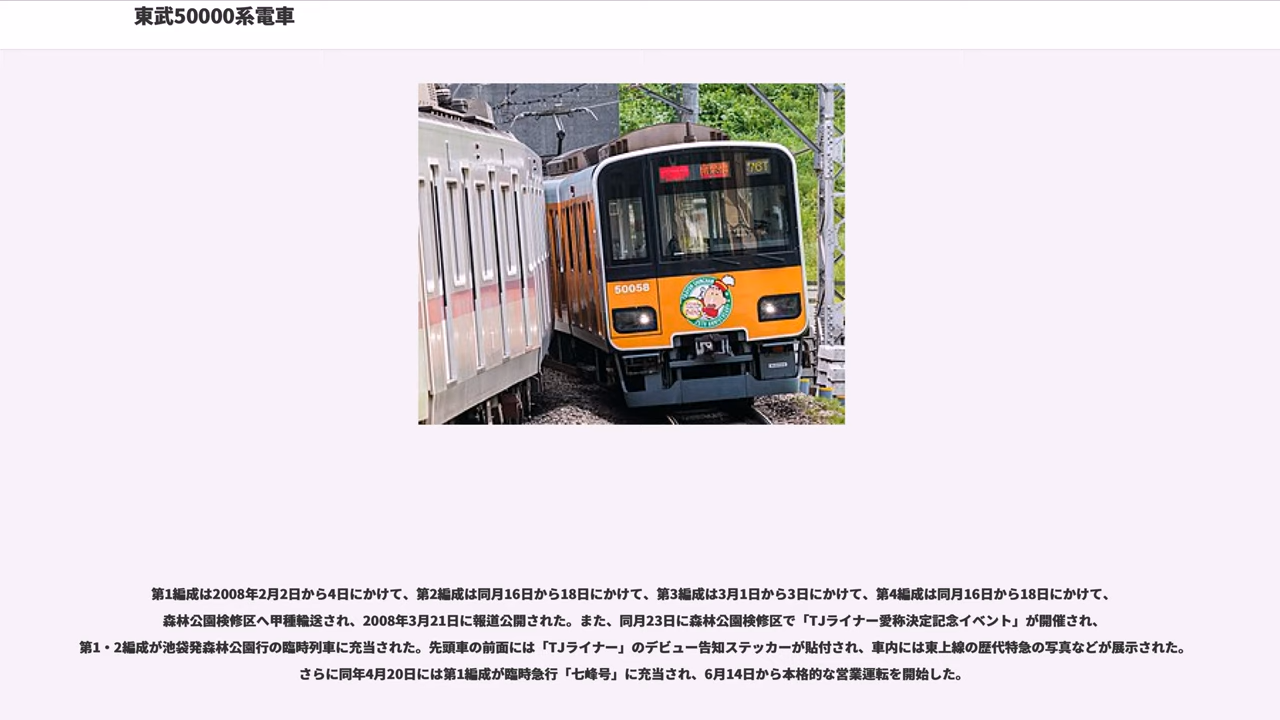 東武50000系電車
50058
第1編成は2008年2月2日から4日にかけて、第2編成は同月16日から18日にかけて、第3編成は3月1日から3日にかけて、第4編成は同月16日から18日にかけて、
森林公園検修区へ甲種輸送され、2008年3月21日に報道公開された。また、同月23日に森林公園検修区で「TJライナー愛称決定記念イベント」が開催され、
第1・2編成が池袋発森林公園行の臨時列車に充当された。先頭車の前面には「TJライナー」のデビュー告知ステッカーが貼付され、車内には東上線の歴代特急の写真などが展示された。
さらに同年4月20日には第1編成が臨時急行「七峰号」に充当され、6月14日から本格的な営業運転を開始した。